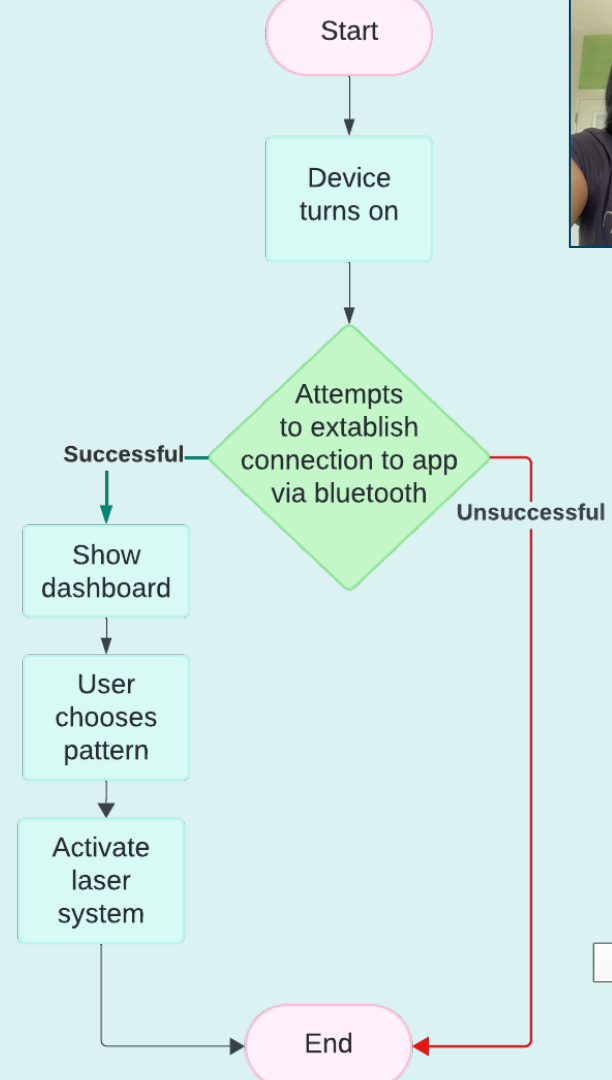 Start
Device
turns on
Attempts
to extablish
connection to app
via bluetooth
Successful
Unsuccessful
Show
dashboard
User
chooses
pattern
Activate
laser
system
End